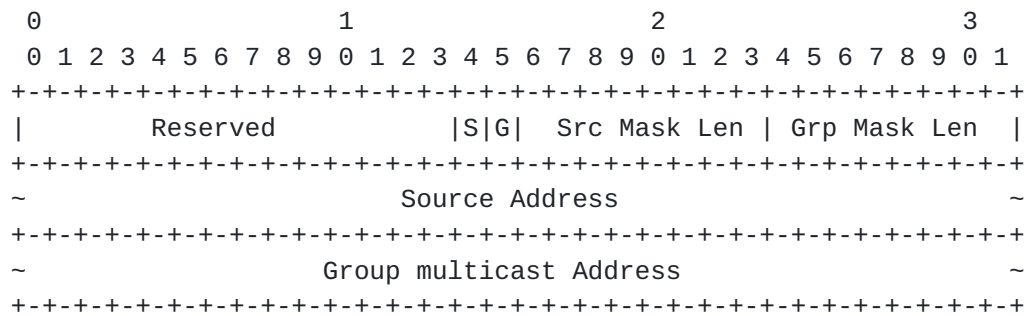 0                   1                   2                   3
 0 1 2 3 4 5 6 7 8 9 0 1 2 3 4 5 6 7 8 9 0 1 2 3 4 5 6 7 8 9 0 1
+-+-+-+-+-+-+-+-+-+-+-+-+-+-+-+-+-+-+-+-+-+-+-+-+-+-+-+-+-+-+-+-+
|        Reserved           |S|G|  Src Mask Len | Grp Mask Len  |
+-+-+-+-+-+-+-+-+-+-+-+-+-+-+-+-+-+-+-+-+-+-+-+-+-+-+-+-+-+-+-+-+
~                        Source Address                         ~
+-+-+-+-+-+-+-+-+-+-+-+-+-+-+-+-+-+-+-+-+-+-+-+-+-+-+-+-+-+-+-+-+
~                   Group multicast Address                     ~
+-+-+-+-+-+-+-+-+-+-+-+-+-+-+-+-+-+-+-+-+-+-+-+-+-+-+-+-+-+-+-+-+